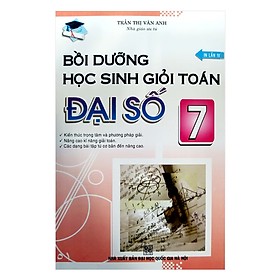 TRẦN THỊ VÂN ANH
Nhà giáo ưu tú
BỒI DƯỠNG
HỌC SINH GIỎI TOÁN
ĐẠI SỐ 7
✓ Kiến thức trọng tâm và phương pháp giải.
✓ Nâng cao kĩ năng giải toán.
✓ Các dạng bài tập từ cơ bản đến nâng cao.
NHÀ XUẤT BẢN ĐẠI HỌC QUỐC GIA HÀ NỘI